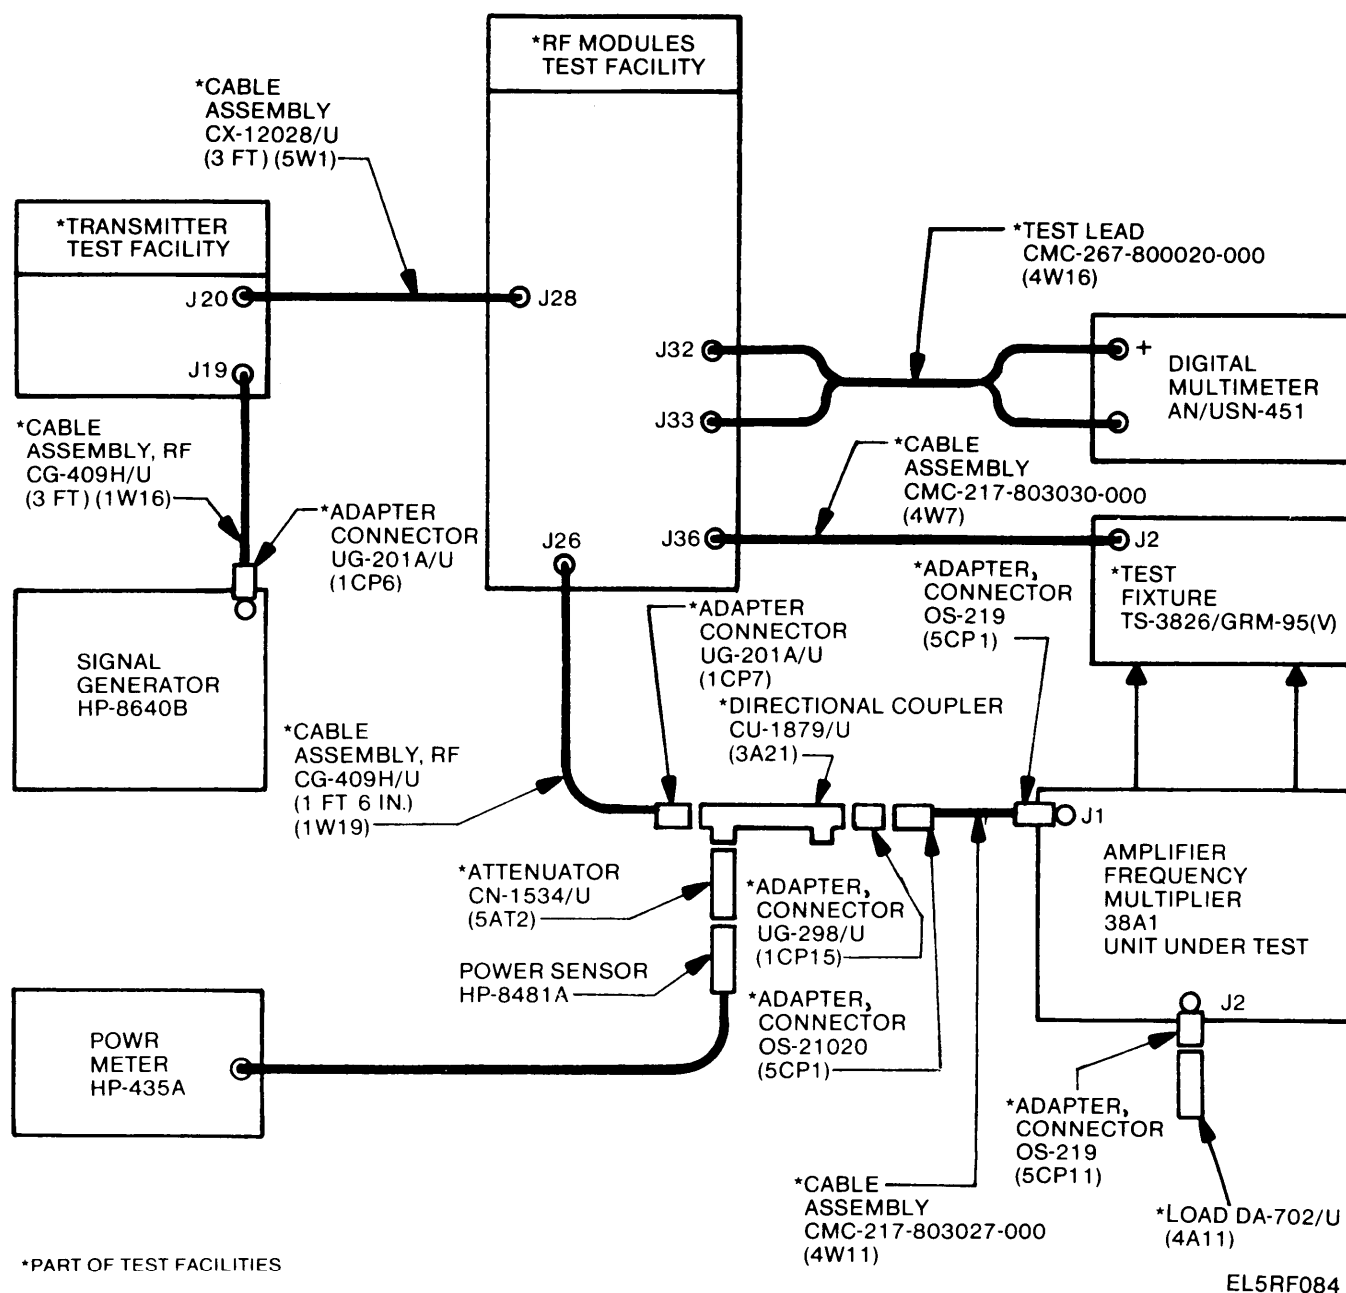 *RF MODULES
TEST FACILITY
*CABLE
ASSEMBLY
CX-12028/U
(3 FT) (5W1)
*TRANSMITTER
TEST FACILITY
J20
J28
J19
*TEST LEAD
CMC-267-800020-000
(4W16)
J32
J33
+
DIGITAL
MULTIMETER
AN/USN-451
*CABLE
ASSEMBLY, RF
CG-409H/U
(3 FT) (1W16)
*ADAPTER
CONNECTOR
UG-201A/U
(1CP6)
*CABLE
ASSEMBLY
CMC-217-803030-000
(4W7)
J26
J36
J2
*TEST
FIXTURE
TS-3826/GRM-95(V)
*ADAPTER,
CONNECTOR
OS-219
(5CP1)
*ADAPTER
CONNECTOR
UG-201A/U
(1CP7)
SIGNAL
GENERATOR
HP-8640B
*DIRECTIONAL COUPLER
CU-1879/U
(3A21)
*CABLE
ASSEMBLY, RF
CG-409H/U
(1 FT 6 IN.)
(1W19)
J1
AMPLIFIER
FREQUENCY
MULTIPLIER
38A1
UNIT UNDER TEST
*ATTENUATOR
CN-1534/U
(5AT2)
*ADAPTER,
CONNECTOR
UG-298/U
(1CP15)
POWER SENSOR
HP-8481A
*ADAPTER,
CONNECTOR
OS-21020
(5CP1)
J2
POWR
METER
HP-435A
*ADAPTER,
CONNECTOR
OS-219
(5CP11)
*CABLE
ASSEMBLY
CMC-217-803027-000
(4W11)
*LOAD DA-702/U
(4A11)
*PART OF TEST FACILITIES
EL5RF084